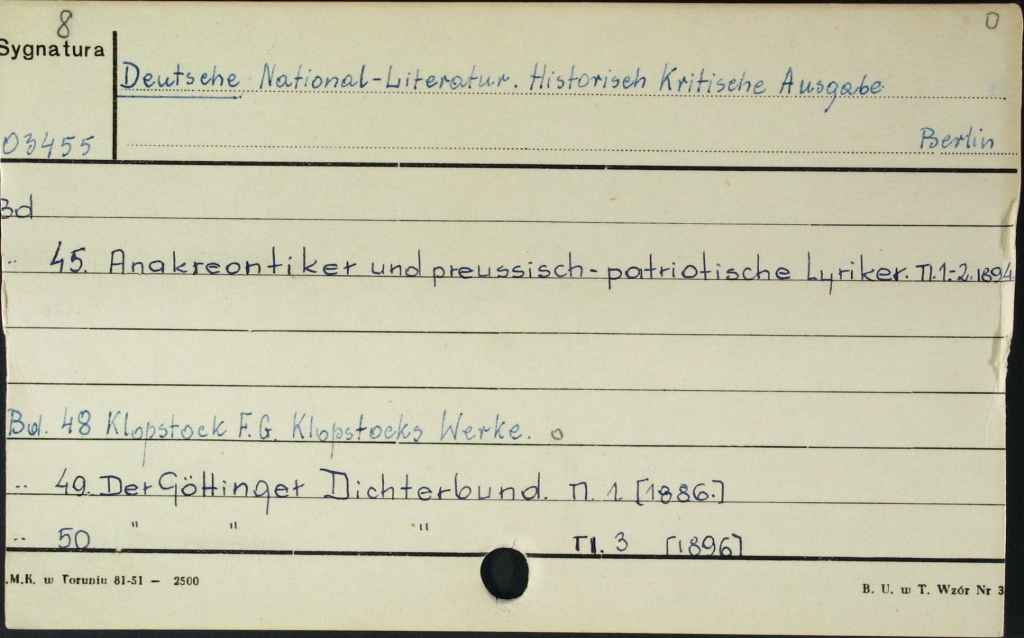 8
0
Sygnatura
Deutsche National-Literatur. Historisch Kritische Ausgabe
03455
Berlin
Bd
.. 45. Anakreontiker und preussisch-patriotische Lyriker. Tl.1.-2.1894
Bd. 48 Klopstock F.G. Klopstocks Werke. o
.. 49. Der Göttinger Dichterbund. Tl. 1. [1886.]
.. 50 " " " Tl. 3 [1896]
.M.K. w Toruniu 81-51 — 2500
B. U. w T. Wzór Nr 3